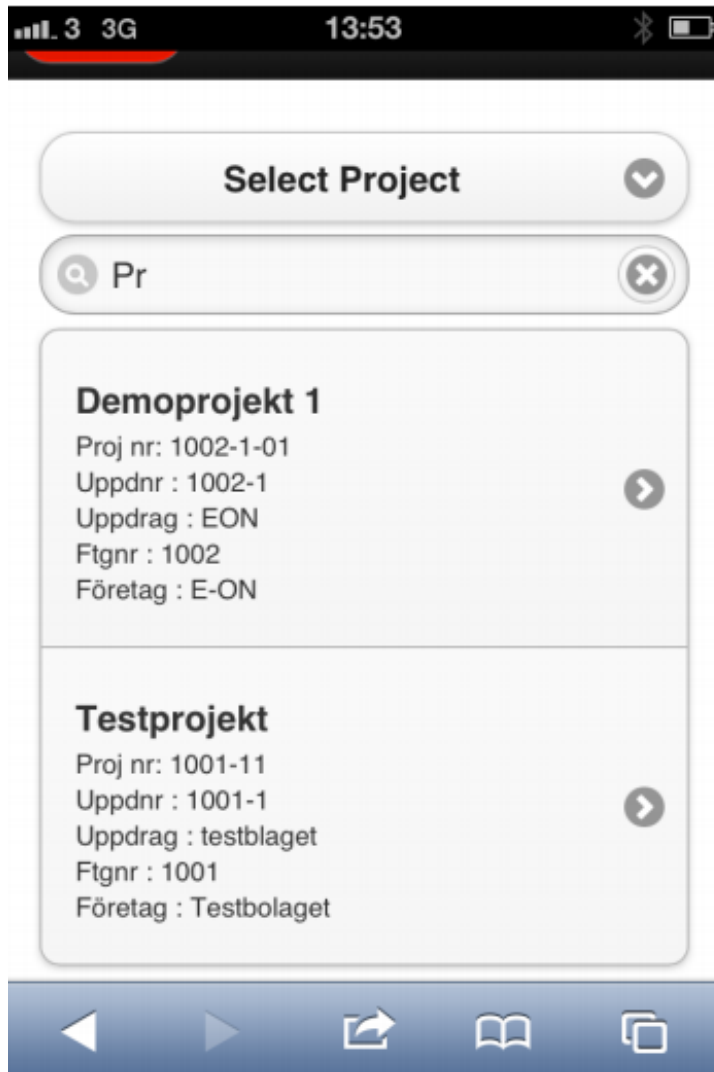 3 3G 13:53
Select Project
Pr
Demoprojekt 1
Proj nr: 1002-1-01
Uppdnr : 1002-1
Uppdrag : EON
Ftgnr : 1002
Företag : E-ON
Testprojekt
Proj nr: 1001-11
Uppdnr : 1001-1
Uppdrag : testblaget
Ftgnr : 1001
Företag : Testbolaget